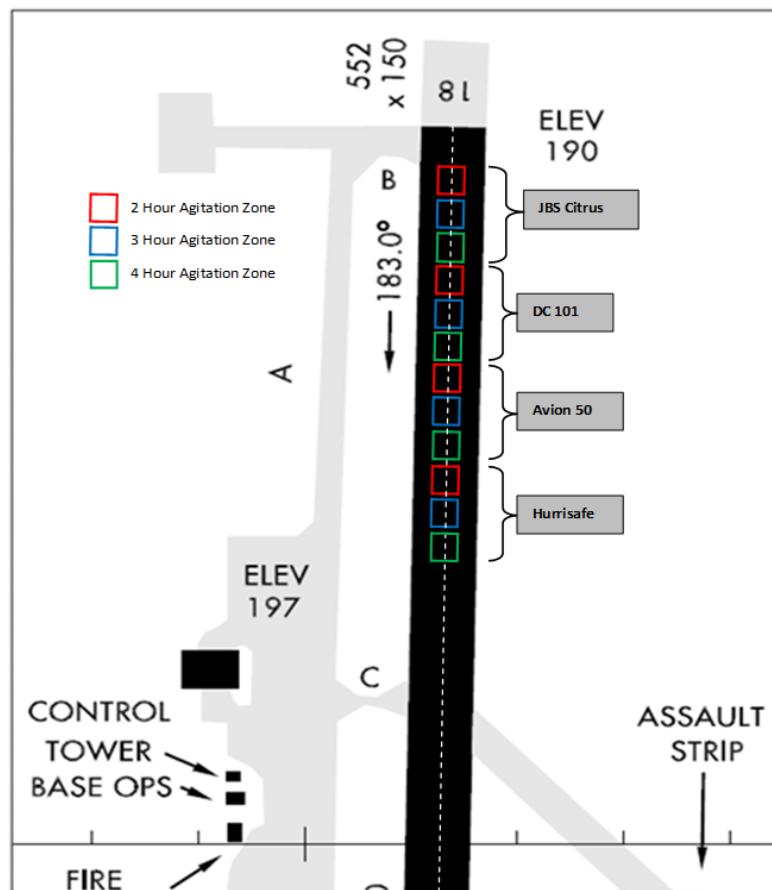 552
x 150
18
ELEV
190
B
JBS Citrus
2 Hour Agitation Zone
3 Hour Agitation Zone
4 Hour Agitation Zone
183.0°
DC 101
A
Avion 50
Hurrisafe
ELEV
197
C
CONTROL
TOWER
BASE OPS
ASSAULT
STRIP
FIRE